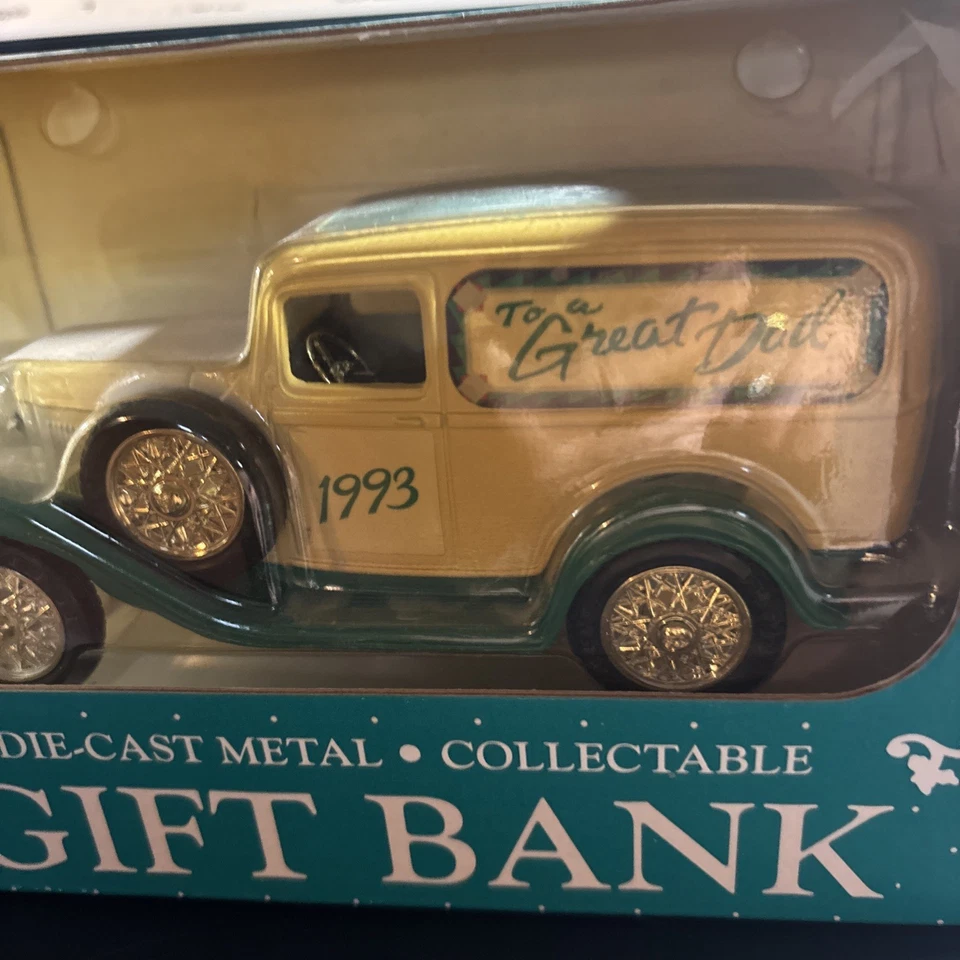 To a
Great Dad
1993
DIE-CAST METAL • COLLECTABLE
GIFT BANK